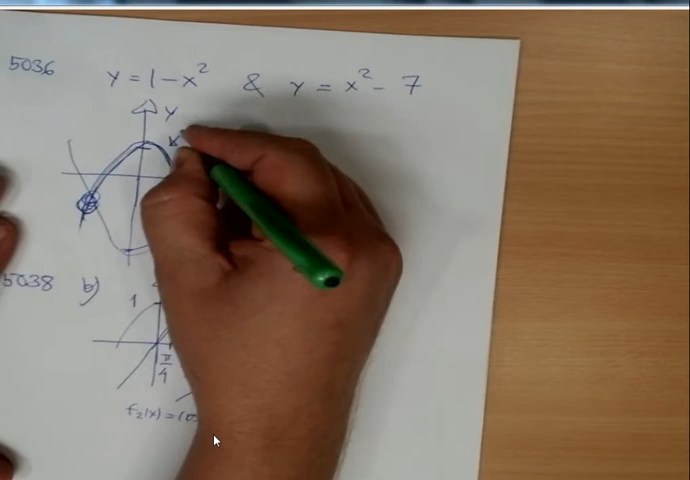 5036 y = 1 - x² & y = x² - 7
y
5038 b)
1
π/4
f₂(x) =